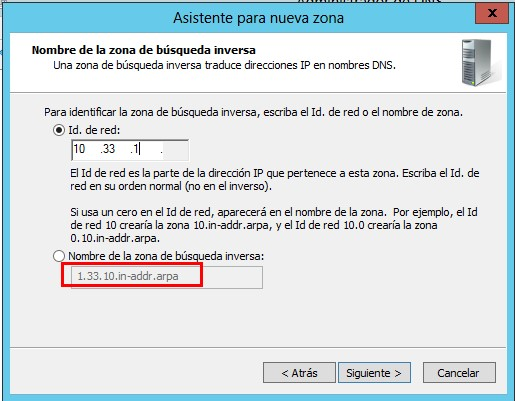 Asistente para nueva zona
Nombre de la zona de búsqueda inversa
Una zona de búsqueda inversa traduce direcciones IP en nombres DNS.
Para identificar la zona de búsqueda inversa, escriba el Id. de red o el nombre de zona.
Id. de red:
10 .33 .1 .
El Id de red es la parte de la dirección IP que pertenece a esta zona. Escriba el Id. de
red en su orden normal (no en el inverso).
Si usa un cero en el Id de red, aparecerá en el nombre de la zona. Por ejemplo, el Id
de red 10 crearía la zona 10.in-addr.arpa, y el Id de red 10.0 crearía la zona
0.10.in-addr.arpa.
Nombre de la zona de búsqueda inversa:
1.33.10.in-addr.arpa
< Atrás
Siguiente >
Cancelar